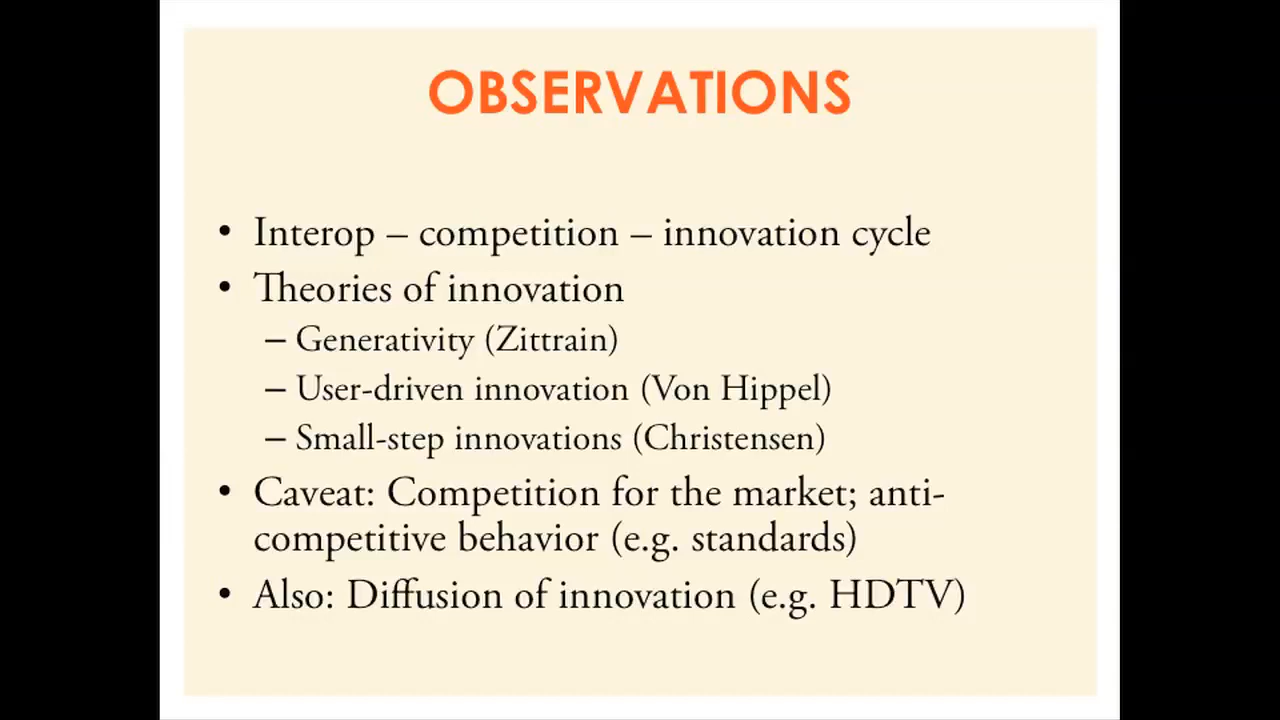 OBSERVATIONS
• Interop – competition – innovation cycle
• Theories of innovation
– Generativity (Zittrain)
– User-driven innovation (Von Hippel)
– Small-step innovations (Christensen)
• Caveat: Competition for the market; anti-
competitive behavior (e.g. standards)
• Also: Diffusion of innovation (e.g. HDTV)